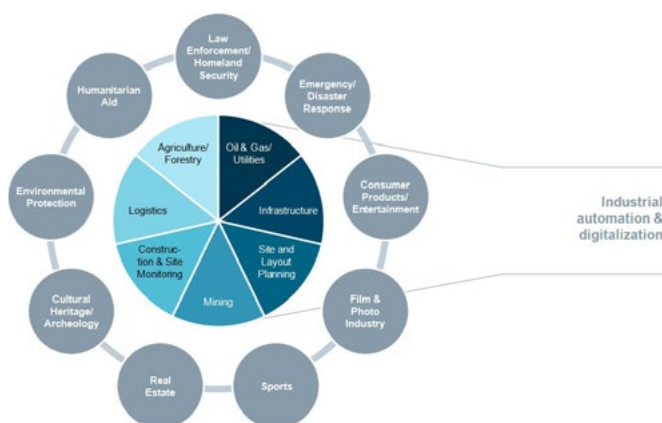 Law
Enforcement/
Homeland
Security
Emergency/
Disaster
Response
Consumer
Products/
Entertainment
Film &
Photo
Industry
Sports
Real
Estate
Cultural
Heritage/
Archeology
Environmental
Protection
Humanitarian
Aid
Oil & Gas/
Utilities
Infrastructure
Site and
Layout
Planning
Mining
Construc-
tion & Site
Monitoring
Logistics
Agriculture/
Forestry
Industrial
automation &
digitalization